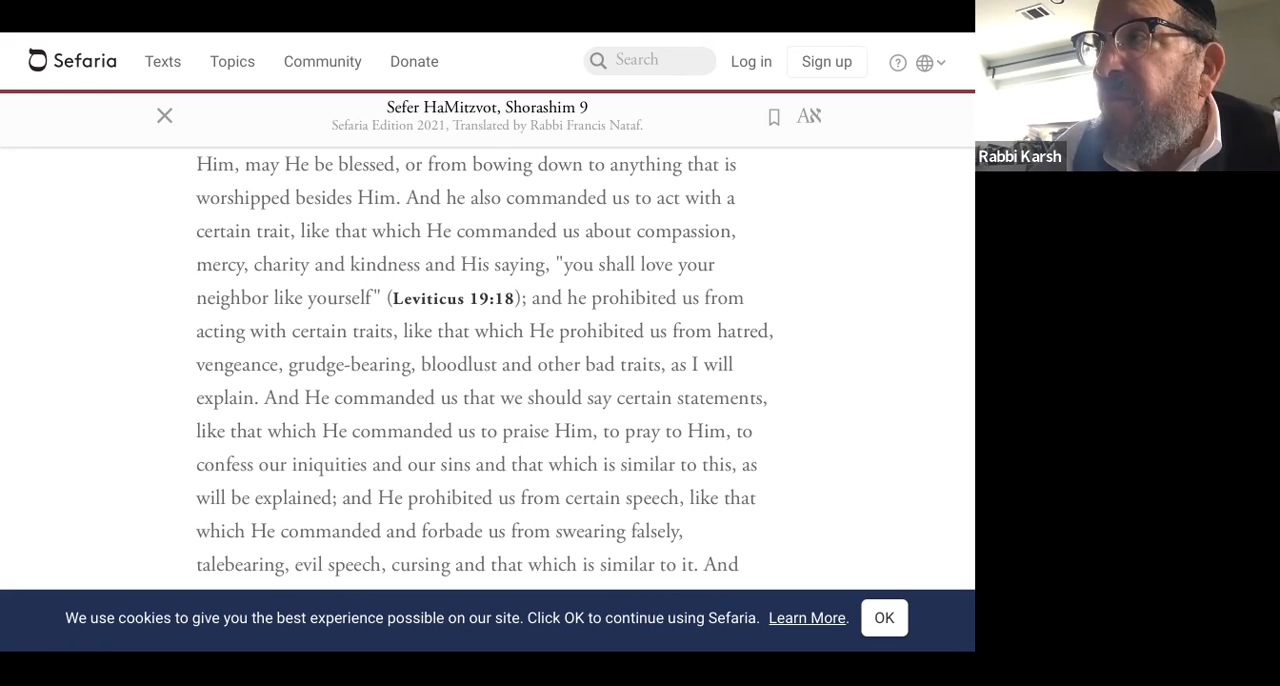 Sefaria Texts Topics Community Donate Search Log in Sign up
Sefer HaMitzvot, Shorashim 9
Sefaria Edition 2021, Translated by Rabbi Francis Nataf.
Aא
Him, may He be blessed, or from bowing down to anything that is
worshipped besides Him. And he also commanded us to act with a
certain trait, like that which He commanded us about compassion,
mercy, charity and kindness and His saying, "you shall love your
neighbor like yourself" (Leviticus 19:18); and he prohibited us from
acting with certain traits, like that which He prohibited us from hatred,
vengeance, grudge-bearing, bloodlust and other bad traits, as I will
explain. And He commanded us that we should say certain statements,
like that which He commanded us to praise Him, to pray to Him, to
confess our iniquities and our sins and that which is similar to this, as
will be explained; and He prohibited us from certain speech, like that
which He commanded and forbade us from swearing falsely,
talebearing, evil speech, cursing and that which is similar to it. And
We use cookies to give you the best experience possible on our site. Click OK to continue using Sefaria. Learn More. OK
Rabbi Karsh